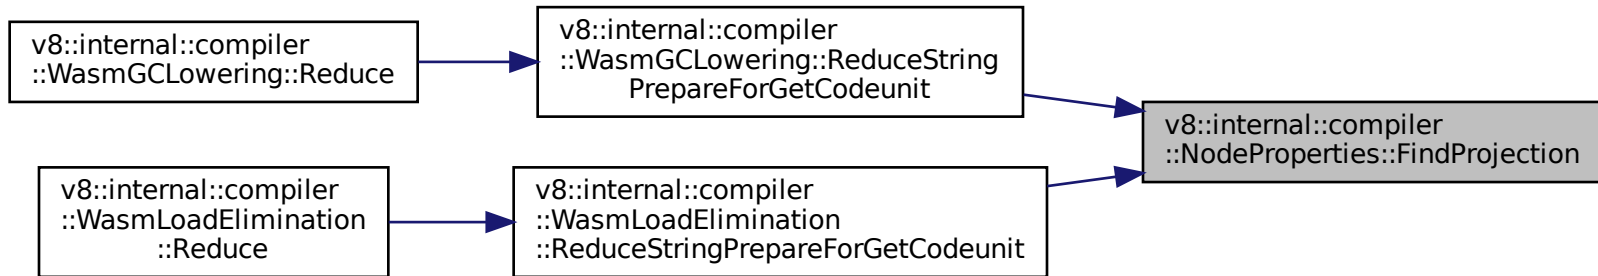 v8::internal::compiler
::WasmGCLowering::Reduce
v8::internal::compiler
::WasmGCLowering::ReduceString
PrepareForGetCodeunit
v8::internal::compiler
::NodeProperties::FindProjection
v8::internal::compiler
::WasmLoadElimination
::Reduce
v8::internal::compiler
::WasmLoadElimination
::ReduceStringPrepareForGetCodeunit